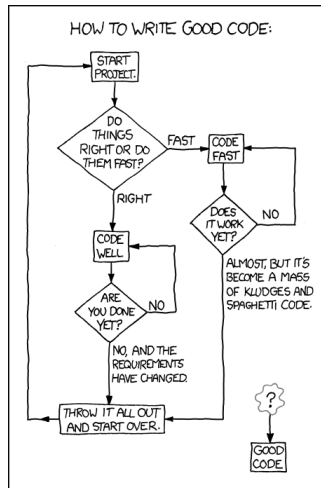 HOW TO WRITE GOOD CODE:
START
PROJECT.
DO
THINGS
RIGHT OR DO
THEM FAST?
FAST
CODE
FAST
RIGHT
DOES
IT WORK
YET?
NO
CODE
WELL
ALMOST, BUT IT'S
BECOME A MASS
OF KLUDGES AND
SPAGHETTI CODE.
ARE
YOU DONE
YET?
NO
NO, AND THE
REQUIREMENTS
HAVE CHANGED.
THROW IT ALL OUT
AND START OVER.
?
GOOD
CODE